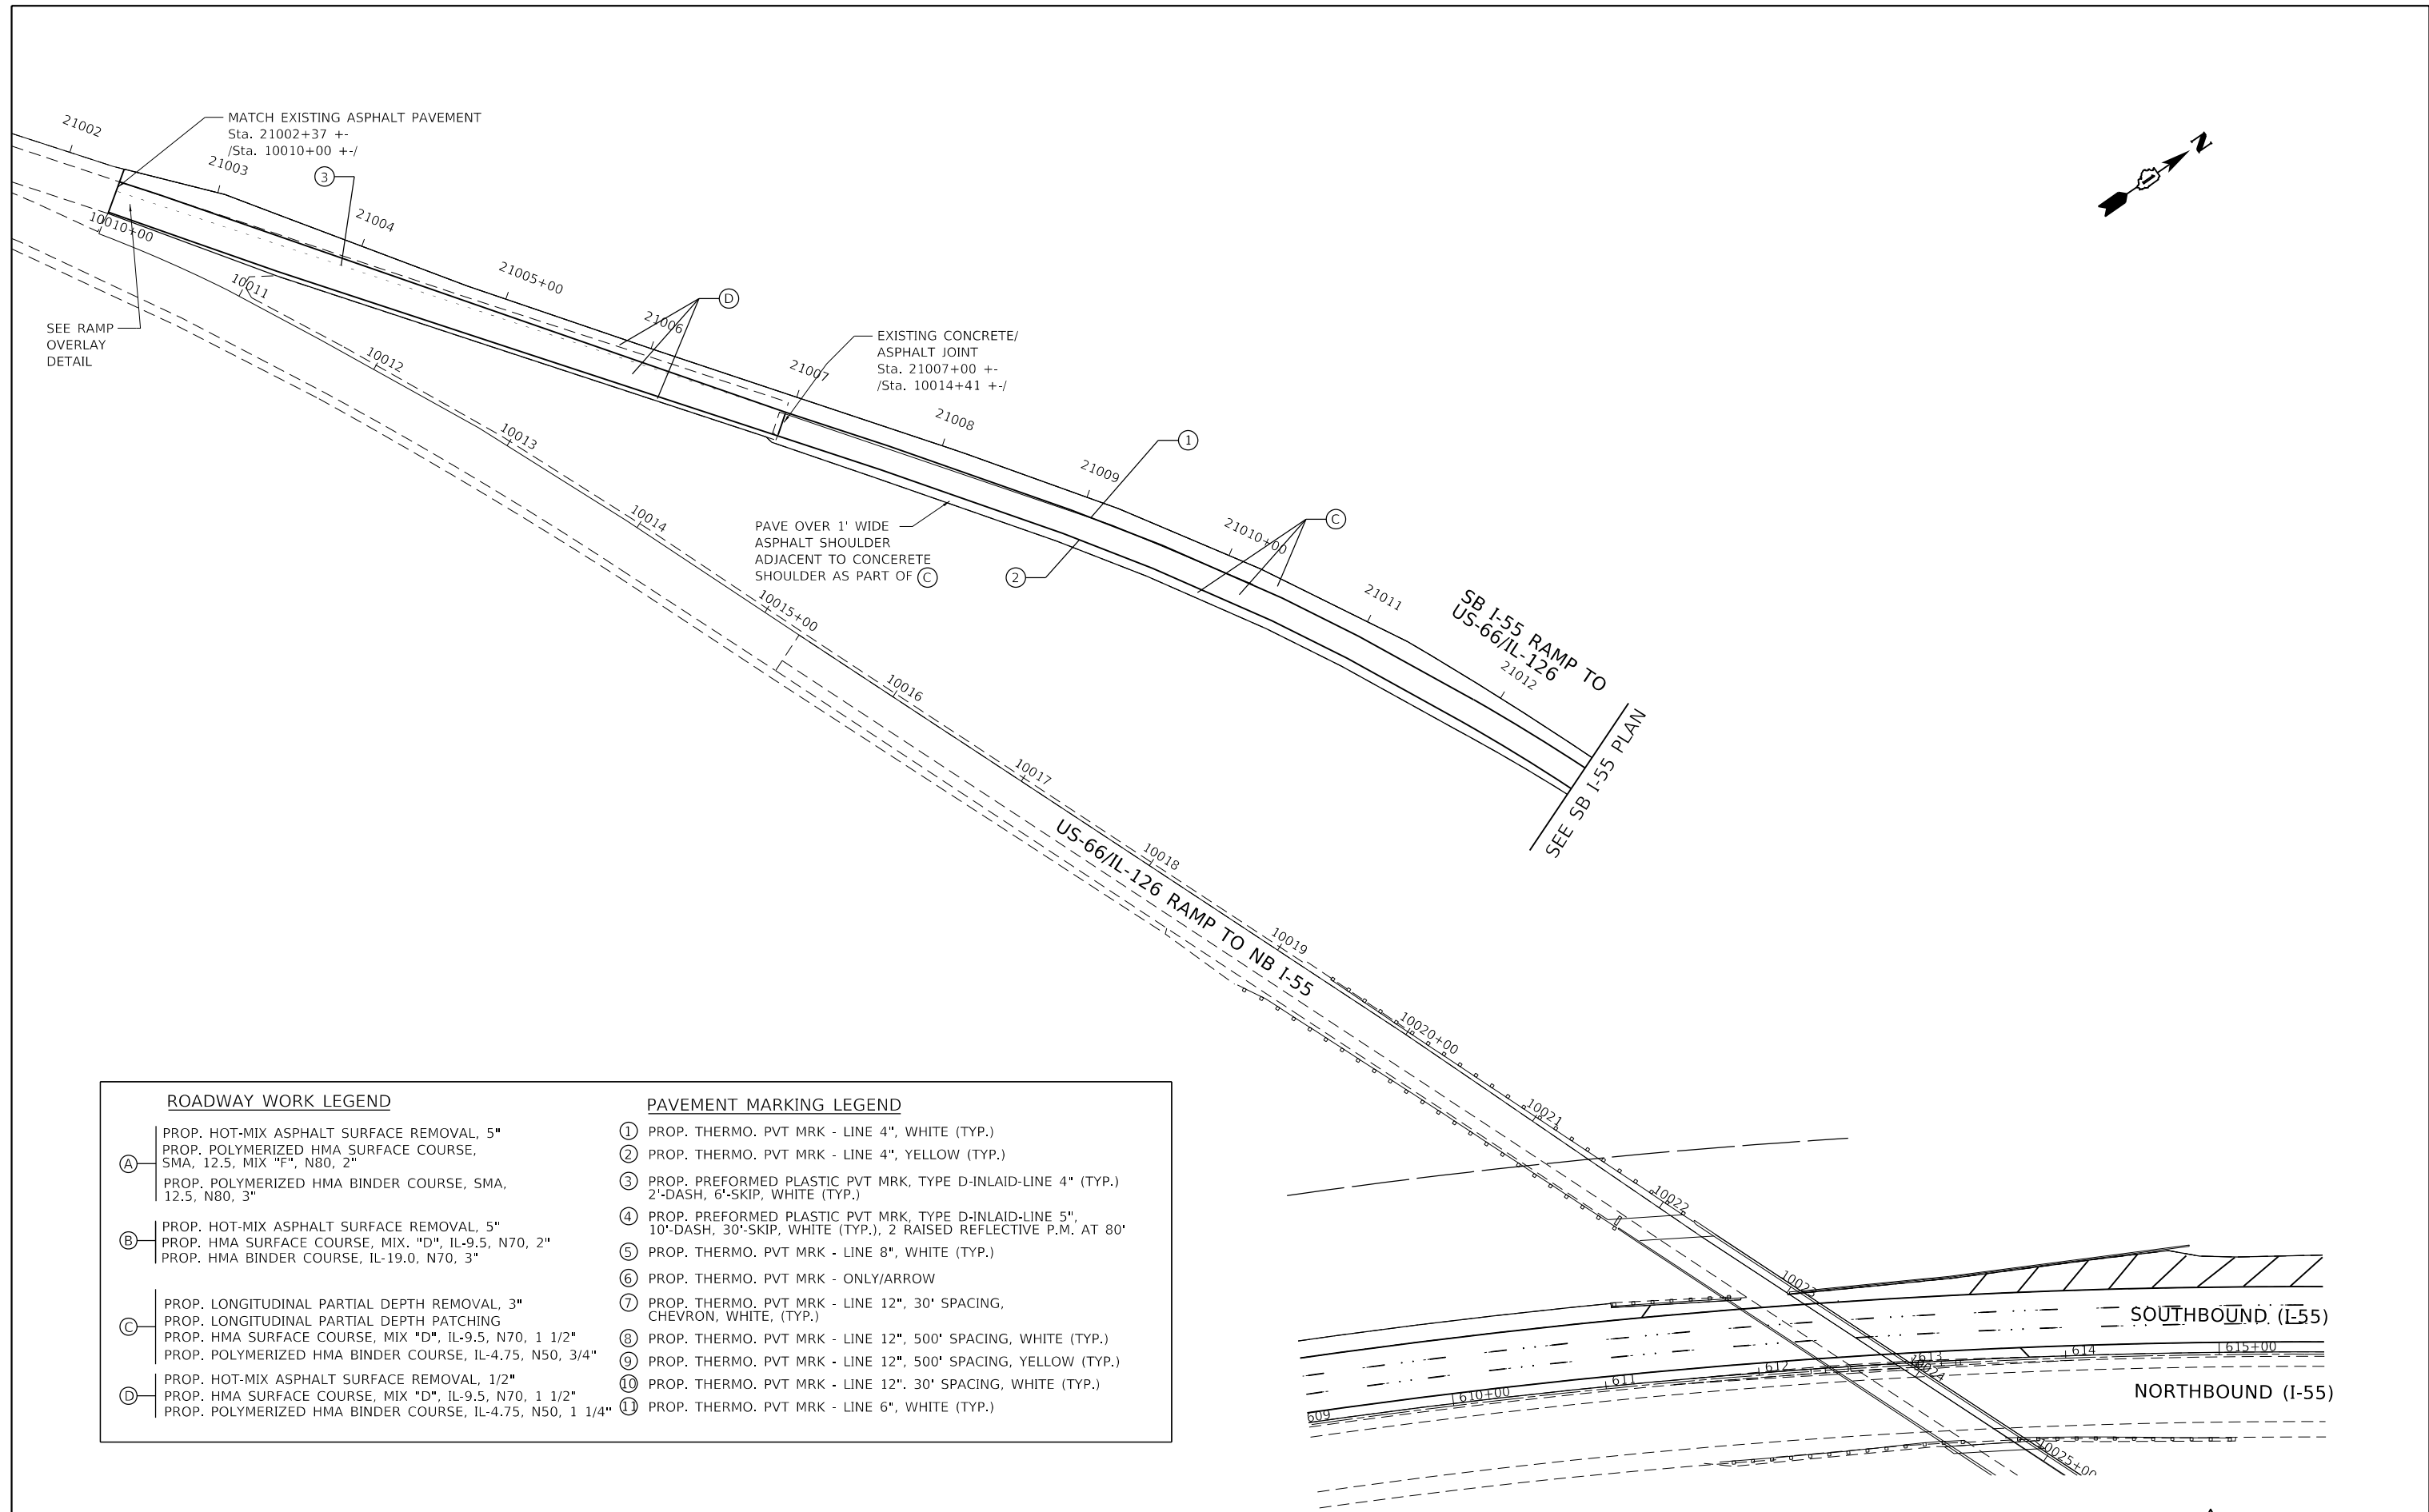 21002
MATCH EXISTING ASPHALT PAVEMENT
Sta. 21002+37 +-
/Sta. 10010+00 +-/
21003
3
21004
10010+00
21005+00
10011
D
21006
SEE RAMP
OVERLAY
DETAIL
EXISTING CONCRETE/
ASPHALT JOINT
Sta. 21007+00 +-
/Sta. 10014+41 +-/
10012
21007
21008
1
10013
21009
10014
PAVE OVER 1' WIDE
ASPHALT SHOULDER
ADJACENT TO CONCERETE
SHOULDER AS PART OF C
2
C
21010+00
10015+00
21011
SB I-55 RAMP TO
US-66/IL-126
21012
N
SEE SB I-55 PLAN
10016
10017
US-66/IL-126 RAMP TO NB I-55
10018
10019
10020+00
10021
10022
10023
10024
10025+00
SOUTHBOUND (I-55)
NORTHBOUND (I-55)
609
610+00
611
612
613
614
615+00
ROADWAY WORK LEGEND
A
PROP. HOT-MIX ASPHALT SURFACE REMOVAL, 5"
PROP. POLYMERIZED HMA SURFACE COURSE,
SMA, 12.5, MIX "F", N80, 2"
PROP. POLYMERIZED HMA BINDER COURSE, SMA,
12.5, N80, 3"
B
PROP. HOT-MIX ASPHALT SURFACE REMOVAL, 5"
PROP. HMA SURFACE COURSE, MIX. "D", IL-9.5, N70, 2"
PROP. HMA BINDER COURSE, IL-19.0, N70, 3"
C
PROP. LONGITUDINAL PARTIAL DEPTH REMOVAL, 3"
PROP. LONGITUDINAL PARTIAL DEPTH PATCHING
PROP. HMA SURFACE COURSE, MIX "D", IL-9.5, N70, 1 1/2"
PROP. POLYMERIZED HMA BINDER COURSE, IL-4.75, N50, 3/4"
D
PROP. HOT-MIX ASPHALT SURFACE REMOVAL, 1/2"
PROP. HMA SURFACE COURSE, MIX "D", IL-9.5, N70, 1 1/2"
PROP. POLYMERIZED HMA BINDER COURSE, IL-4.75, N50, 1 1/4"
PAVEMENT MARKING LEGEND
1 PROP. THERMO. PVT MRK - LINE 4", WHITE (TYP.)
2 PROP. THERMO. PVT MRK - LINE 4", YELLOW (TYP.)
3 PROP. PREFORMED PLASTIC PVT MRK, TYPE D-INLAID-LINE 4" (TYP.)
2'-DASH, 6'-SKIP, WHITE (TYP.)
4 PROP. PREFORMED PLASTIC PVT MRK, TYPE D-INLAID-LINE 5",
10'-DASH, 30'-SKIP, WHITE (TYP.), 2 RAISED REFLECTIVE P.M. AT 80'
5 PROP. THERMO. PVT MRK - LINE 8", WHITE (TYP.)
6 PROP. THERMO. PVT MRK - ONLY/ARROW
7 PROP. THERMO. PVT MRK - LINE 12", 30' SPACING,
CHEVRON, WHITE, (TYP.)
8 PROP. THERMO. PVT MRK - LINE 12", 500' SPACING, WHITE (TYP.)
9 PROP. THERMO. PVT MRK - LINE 12", 500' SPACING, YELLOW (TYP.)
10 PROP. THERMO. PVT MRK - LINE 12". 30' SPACING, WHITE (TYP.)
11 PROP. THERMO. PVT MRK - LINE 6", WHITE (TYP.)